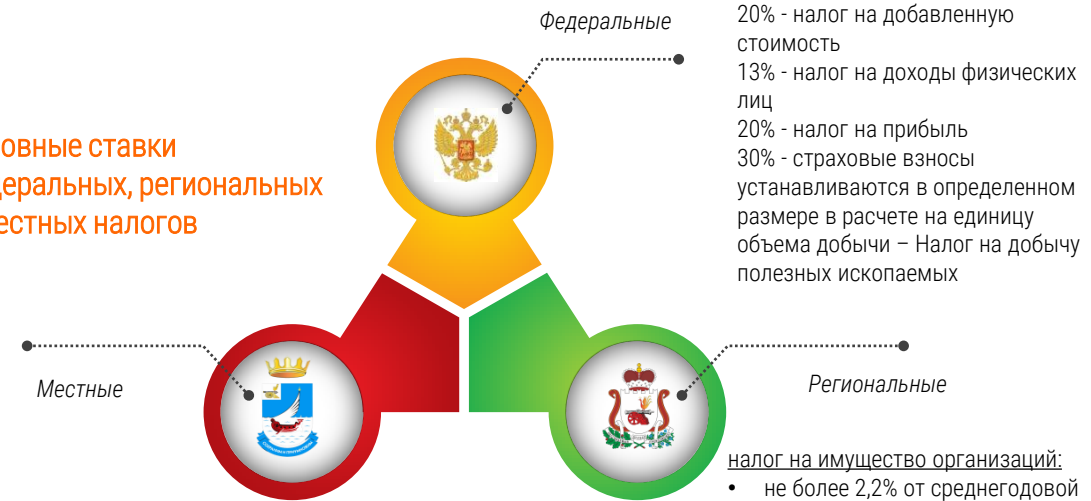 Федеральные
20% - налог на добавленную
стоимость
13% - налог на доходы физических
лиц
20% - налог на прибыль
30% - страховые взносы
устанавливаются в определенном
размере в расчете на единицу
объема добычи – Налог на добычу
полезных ископаемых
овные ставки
деральных, региональных
естных налогов
Местные
Региональные
налог на имущество организаций:
• не более 2,2% от среднегодовой